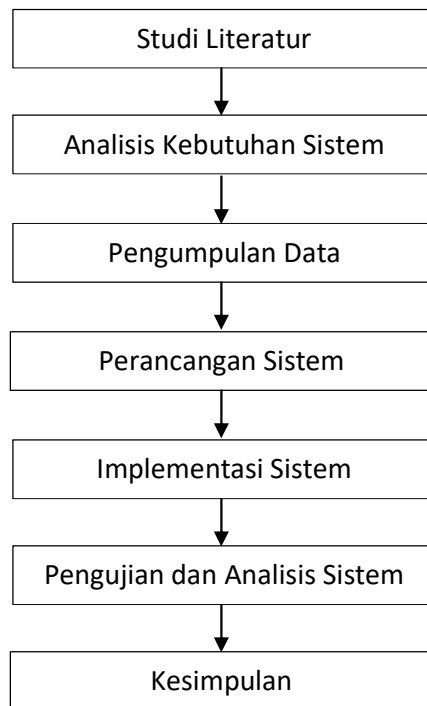 Studi Literatur
Analisis Kebutuhan Sistem
Pengumpulan Data
Perancangan Sistem
Implementasi Sistem
Pengujian dan Analisis Sistem
Kesimpulan